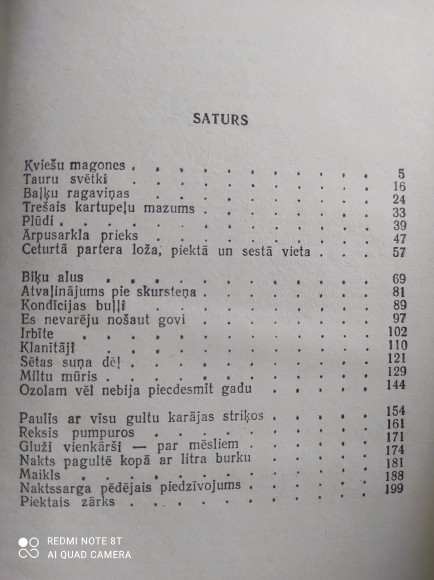 SATURS
Kviešu magones . . . . . . . . . 5
Tauru svētki . . . . . . . . . 16
Baļķu ragaviņas . . . . . . . . 24
Trešais kartupeļu mazums . . . . . . 33
Plūdi . . . . . . . . . . . 39
Ārpusarkla prieks . . . . . . . . 47
Ceturtā partera loža, piektā un sestā vieta . . . 57
Biķu alus . . . . . . . . . . 69
Atvaļinājums pie skursteņa . . . . . . 81
Kondīcijas buļļi . . . . . . . . 89
Es nevarēju nošaut govi . . . . . . . 97
Irbīte . . . . . . . . . . . 102
Klanītāji . . . . . . . . . . 110
Sētas suņa dēļ . . . . . . . . . 121
Miltu mūris . . . . . . . . . . 129
Ozolam vēl nebija piecdesmit gadu . . . . . 144
Paulis ar visu gultu karājas striķos . . . . 154
Reksis pumpuros . . . . . . . . . 161
Gluži vienkārši — par mēsliem . . . . . 171
Nakts pagultē kopā ar litra burku . . . . 174
Maikls . . . . . . . . . . . 181
Naktssarga pēdējais piedzīvojums . . . . . 188
Piektais zārks . . . . . . . . . 199
REDMI NOTE 8T
AI QUAD CAMERA